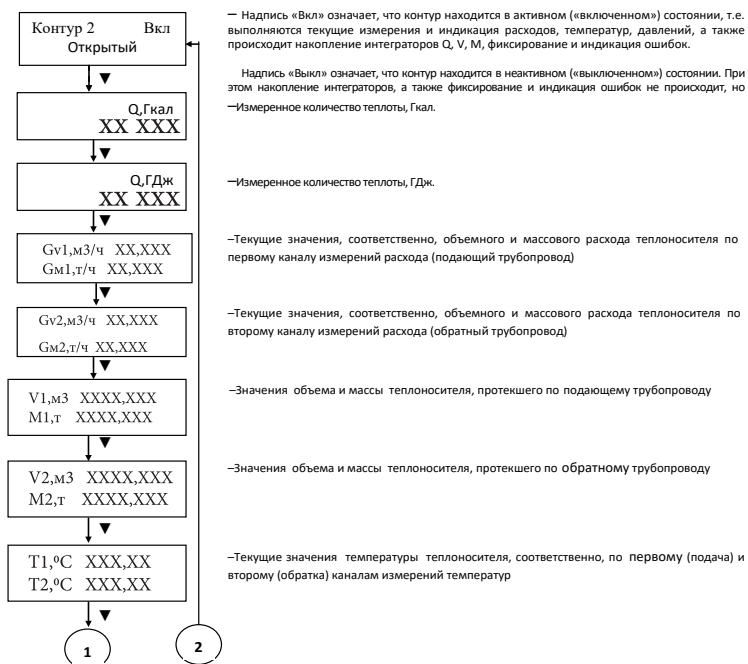 Контур 2 Вкл
Открытый
— Надпись «Вкл» означает, что контур находится в активном («включенном») состоянии, т.е.
выполняются текущие измерения и индикация расходов, температур, давлений, а также
происходит накопление интеграторов Q, V, M, фиксирование и индикация ошибок.
Надпись «Выкл» означает, что контур находится в неактивном («выключенном») состоянии. При
этом накопление интеграторов, а также фиксирование и индикация ошибок не происходит, но
▼
Q,Гкал
XX XXX
—Измеренное количество теплоты, Гкал.
▼
Q,ГДж
XX XXX
—Измеренное количество теплоты, ГДж.
▼
Gv1,м3/ч XX,XXX
Gм1,т/ч XX,XXX
–Текущие значения, соответственно, объемного и массового расхода теплоносителя по
первому каналу измерений расхода (подающий трубопровод)
▼
Gv2,м3/ч XX,XXX
Gм2,т/ч XX,XXX
–Текущие значения, соответственно, объемного и массового расхода теплоносителя по
второму каналу измерений расхода (обратный трубопровод)
▼
V1,м3 XXXX,XXX
М1,т XXXX,XXX
–Значения объема и массы теплоносителя, протекшего по подающему трубопроводу
▼
V2,м3 XXXX,XXX
М2,т XXXX,XXX
–Значения объема и массы теплоносителя, протекшего по обратному трубопроводу
▼
Т1,⁰С XXX,XX
Т2,⁰С XXX,XX
–Текущие значения температуры теплоносителя, соответственно, по первому (подача) и
второму (обратка) каналам измерений температур
▼
1 2